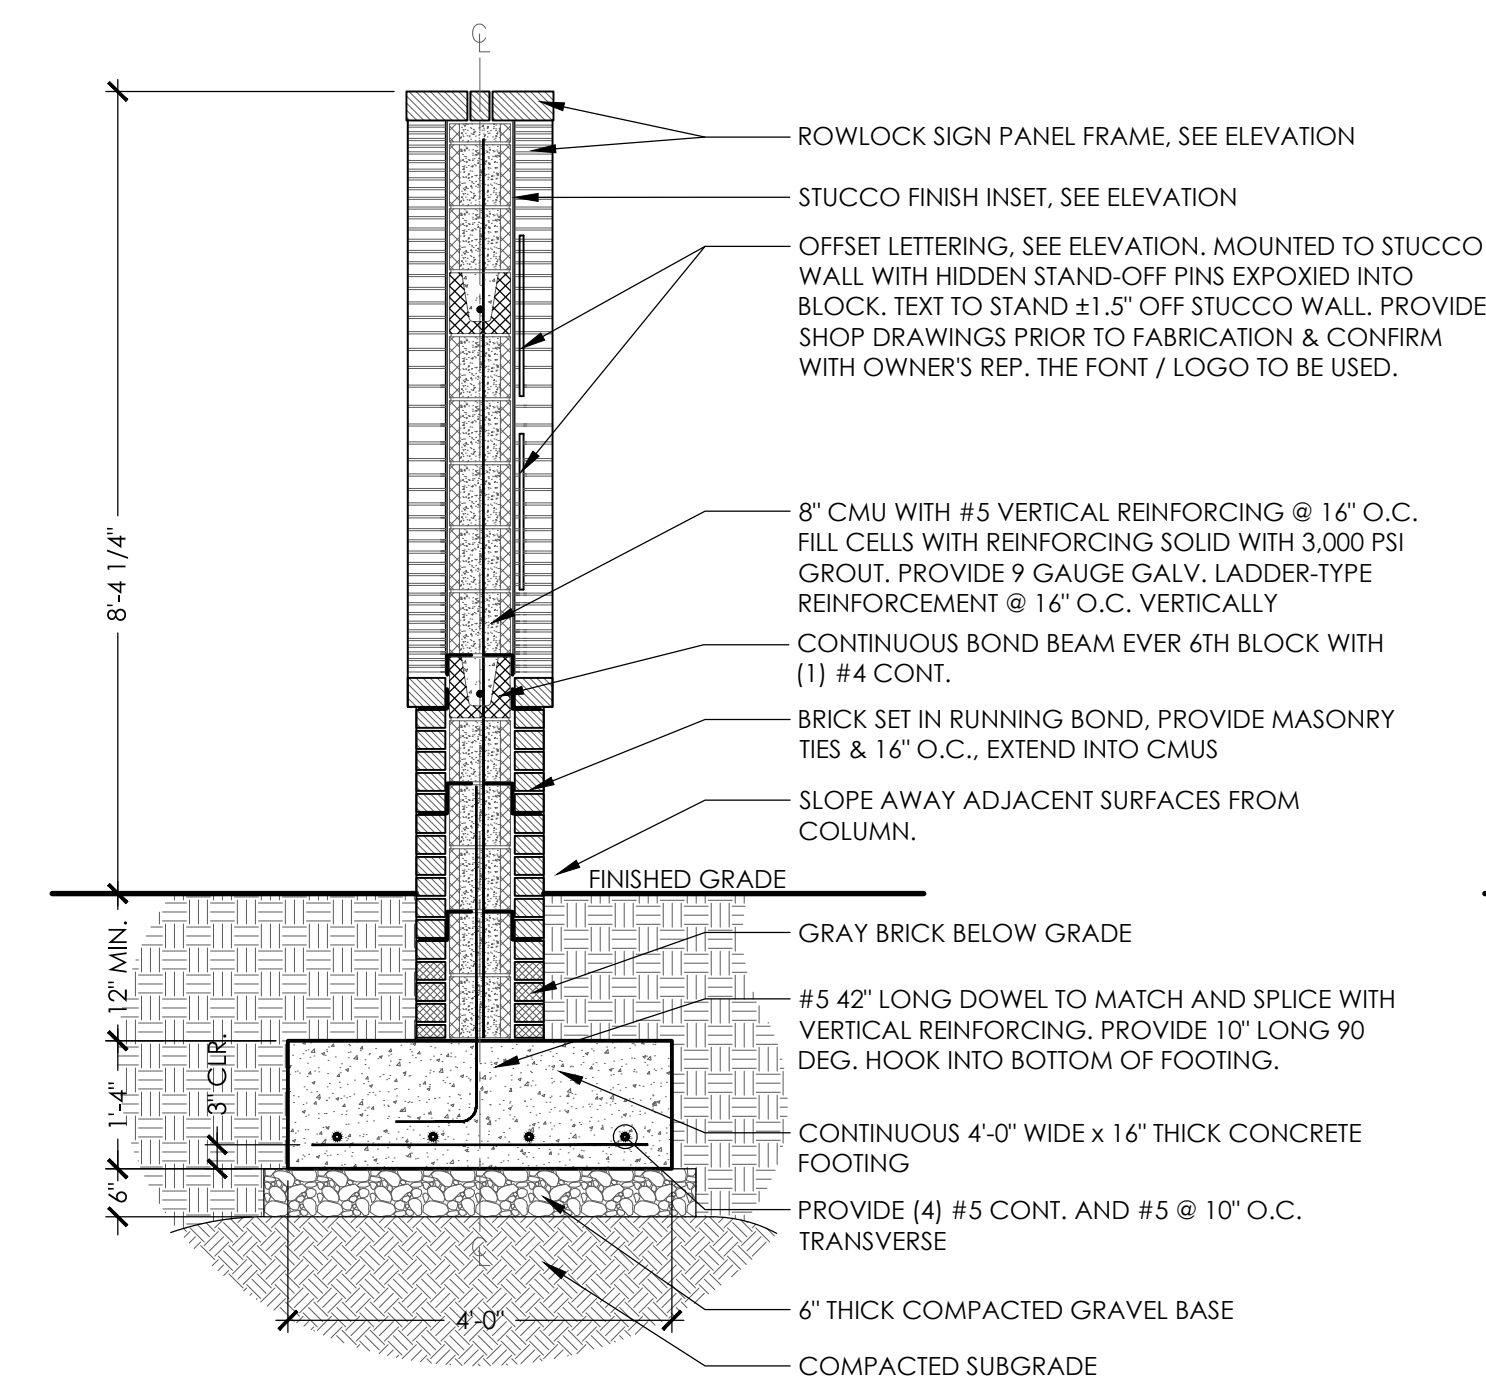 ℄
ROWLOCK SIGN PANEL FRAME, SEE ELEVATION
STUCCO FINISH INSET, SEE ELEVATION
OFFSET LETTERING, SEE ELEVATION. MOUNTED TO STUCCO
WALL WITH HIDDEN STAND-OFF PINS EXPOXIED INTO
BLOCK. TEXT TO STAND ±1.5" OFF STUCCO WALL. PROVIDE
SHOP DRAWINGS PRIOR TO FABRICATION & CONFIRM
WITH OWNER'S REP. THE FONT / LOGO TO BE USED.
8" CMU WITH #5 VERTICAL REINFORCING @ 16" O.C.
FILL CELLS WITH REINFORCING SOLID WITH 3,000 PSI
GROUT. PROVIDE 9 GAUGE GALV. LADDER-TYPE
REINFORCEMENT @ 16" O.C. VERTICALLY
8'-4 1/4"
CONTINUOUS BOND BEAM EVER 6TH BLOCK WITH
(1) #4 CONT.
BRICK SET IN RUNNING BOND, PROVIDE MASONRY
TIES & 16" O.C., EXTEND INTO CMUS
SLOPE AWAY ADJACENT SURFACES FROM
COLUMN.
FINISHED GRADE
12" MIN.
GRAY BRICK BELOW GRADE
#5 42" LONG DOWEL TO MATCH AND SPLICE WITH
VERTICAL REINFORCING. PROVIDE 10" LONG 90
DEG. HOOK INTO BOTTOM OF FOOTING.
1'-4"
3" CLR.
CONTINUOUS 4'-0" WIDE x 16" THICK CONCRETE
FOOTING
6"
PROVIDE (4) #5 CONT. AND #5 @ 10" O.C.
TRANSVERSE
℄
6" THICK COMPACTED GRAVEL BASE
4'-0"
COMPACTED SUBGRADE